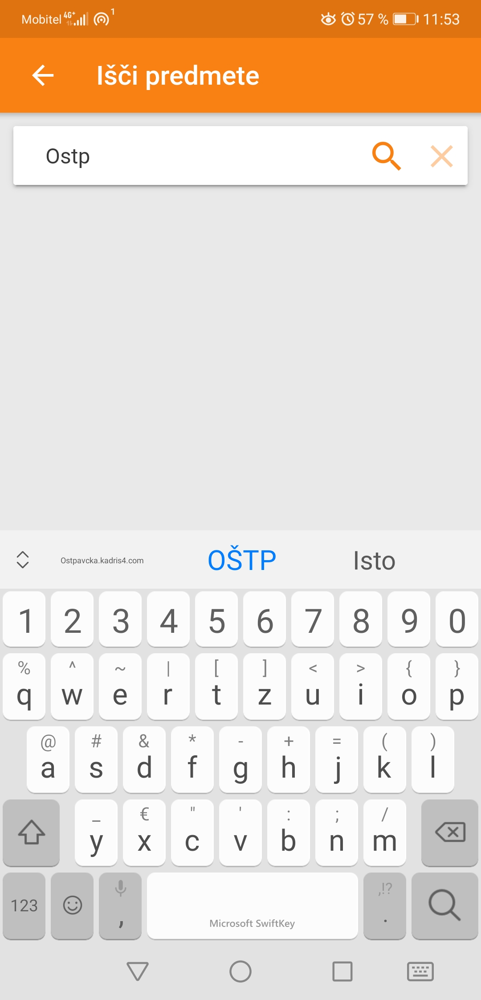 Mobitel 4G+ 1 57 % 11:53
Išči predmete
Ostp
Ostpavcka.kadris4.com OŠTP Isto
1 2 3 4 5 6 7 8 9 0
% ^ ~ | [ ] < > { }
q w e r t z u i o p
@ # & * - + = ( )
a s d f g h j k l
_ € " ' : ; /
y x c v b n m
,!?
123 , .
Microsoft SwiftKey